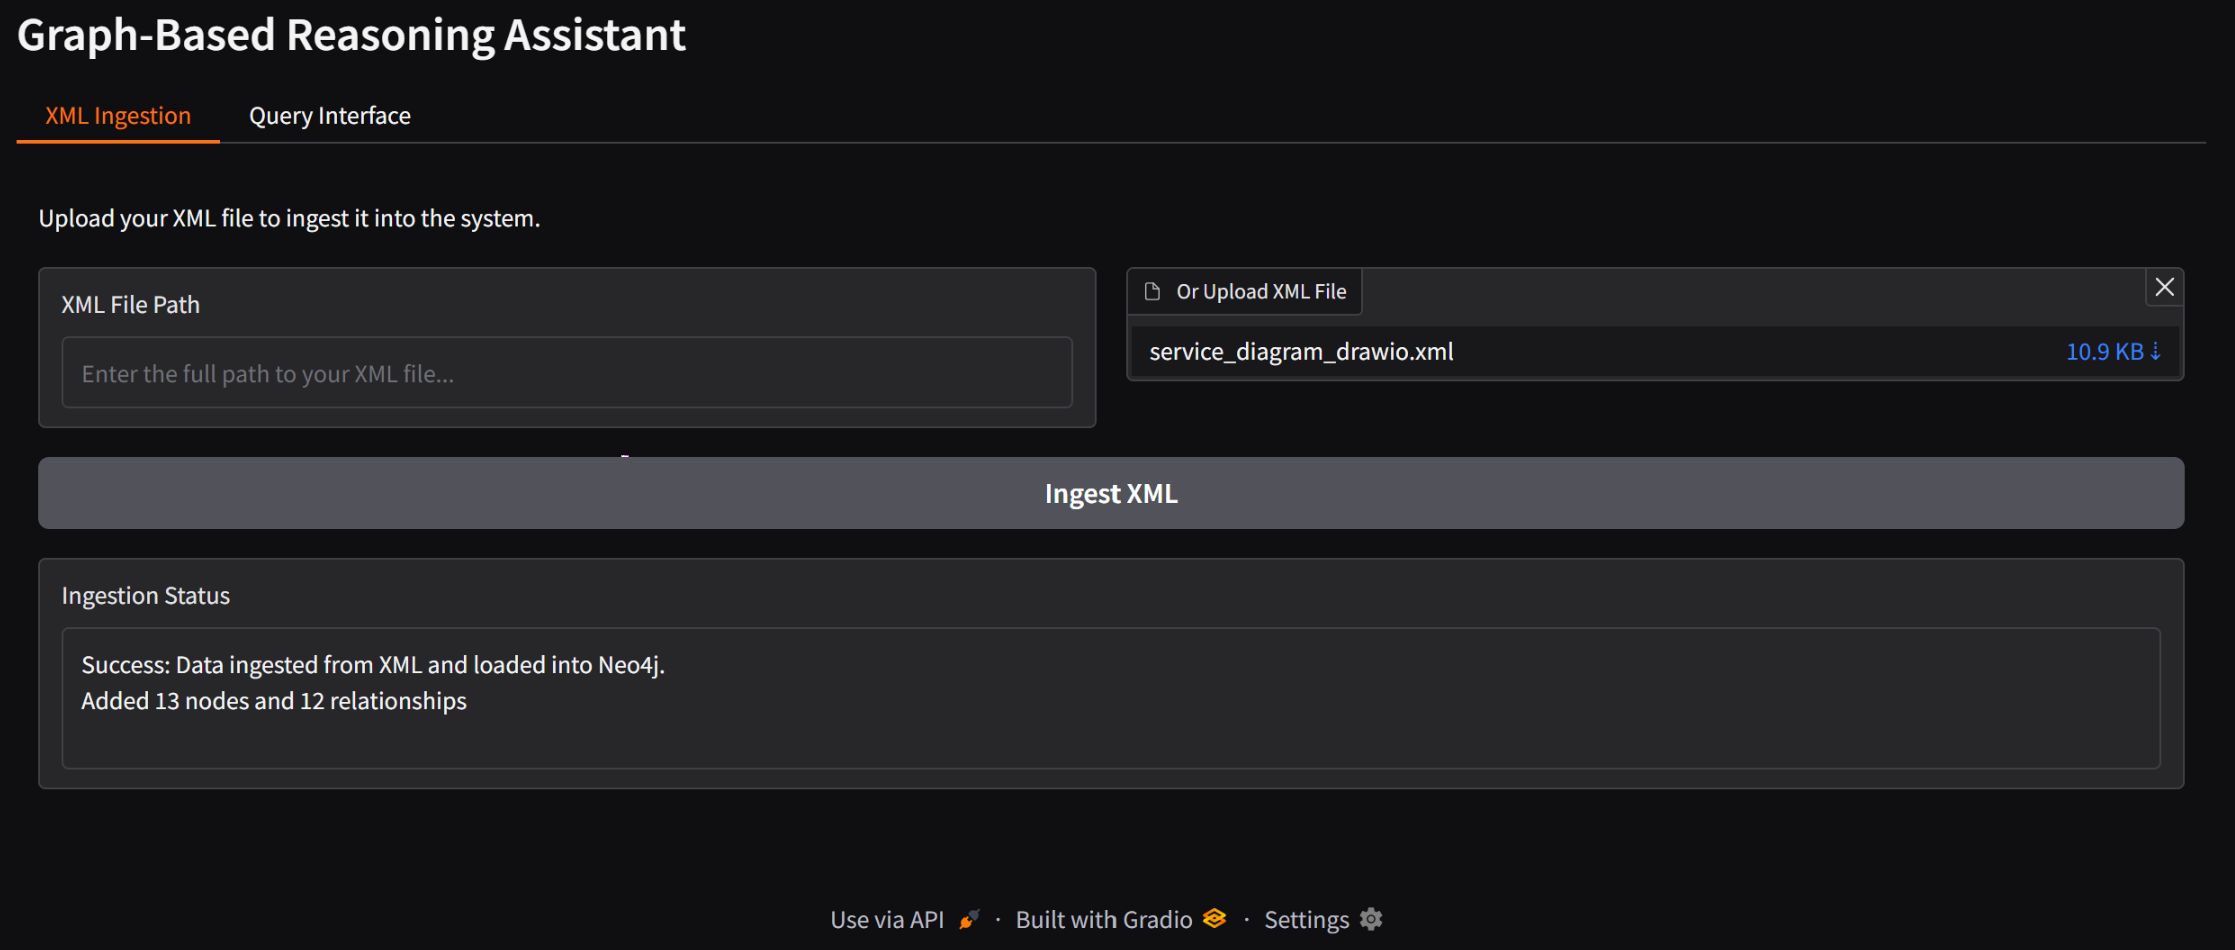 Graph-Based Reasoning Assistant
XML Ingestion
Query Interface
Upload your XML file to ingest it into the system.
XML File Path
Enter the full path to your XML file...
Or Upload XML File
service_diagram_drawio.xml
10.9 KB ⇣
Ingest XML
Ingestion Status
Success: Data ingested from XML and loaded into Neo4j.
Added 13 nodes and 12 relationships
Use via API · Built with Gradio · Settings